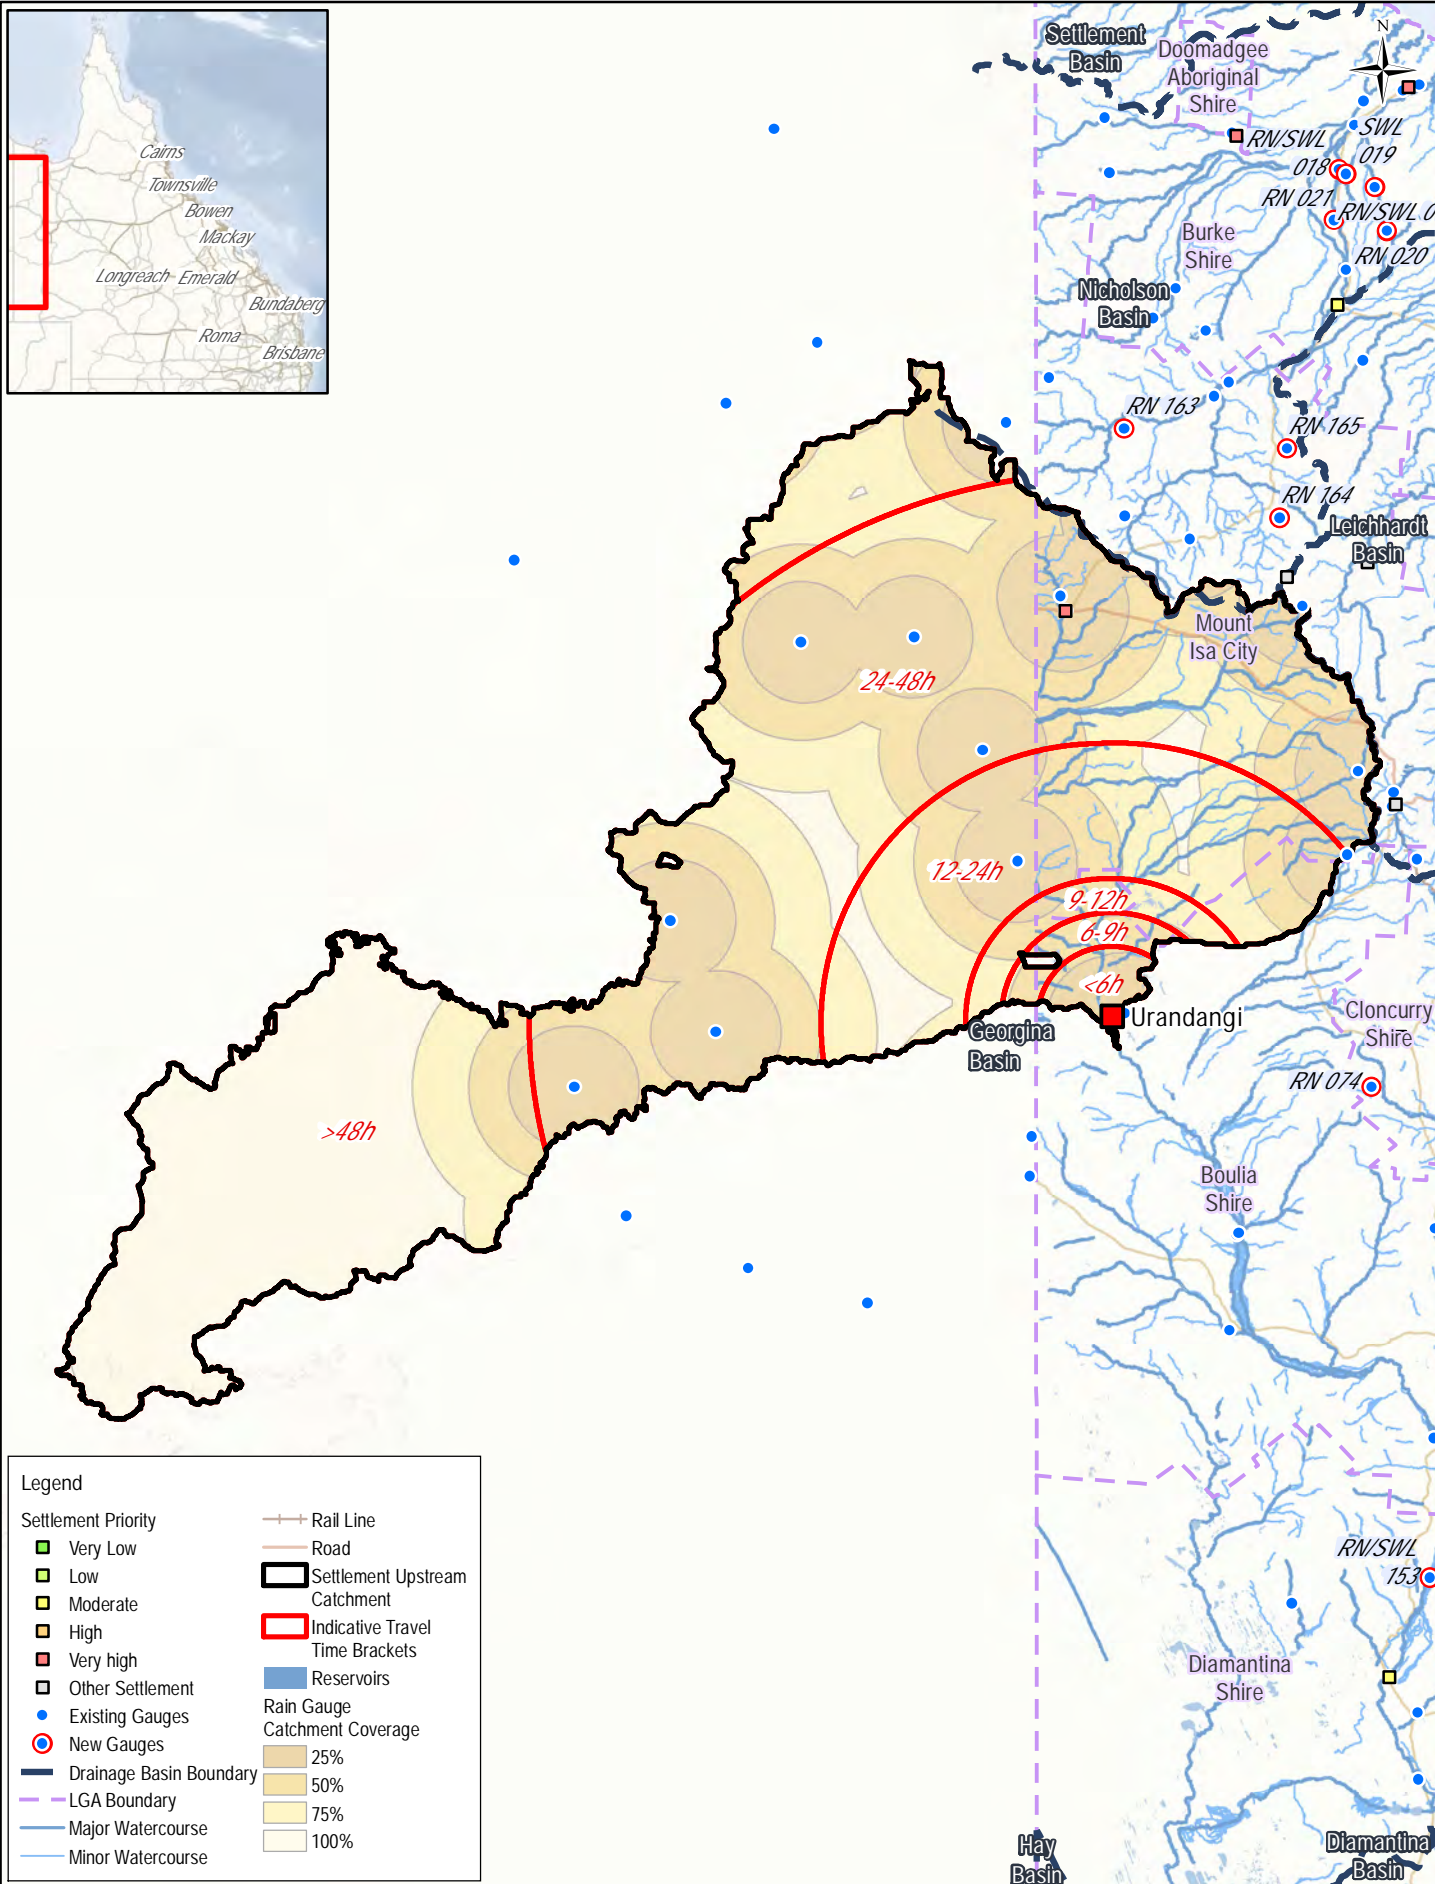 Cairns
Townsville
Bowen
Mackay
Longreach
Emerald
Bundaberg
Roma
Brisbane
N
Settlement
Basin
Doomadgee
Aboriginal
Shire
RN/SWL
018
SWL
019
RN 021
RN/SWL 0
RN 020
Burke
Shire
Nicholson
Basin
RN 163
RN 165
RN 164
Leichhardt
Basin
Mount
Isa City
24-48h
12-24h
9-12h
6-9h
<6h
Urandangi
Georgina
Basin
Cloncurry
Shire
RN 074
>48h
Boulia
Shire
RN/SWL
153
Diamantina
Shire
Hay
Basin
Diamantina
Basin
Legend
Settlement Priority
Very Low
Low
Moderate
High
Very high
Other Settlement
Existing Gauges
New Gauges
Drainage Basin Boundary
LGA Boundary
Major Watercourse
Minor Watercourse
Rail Line
Road
Settlement Upstream
Catchment
Indicative Travel
Time Brackets
Reservoirs
Rain Gauge
Catchment Coverage
25%
50%
75%
100%